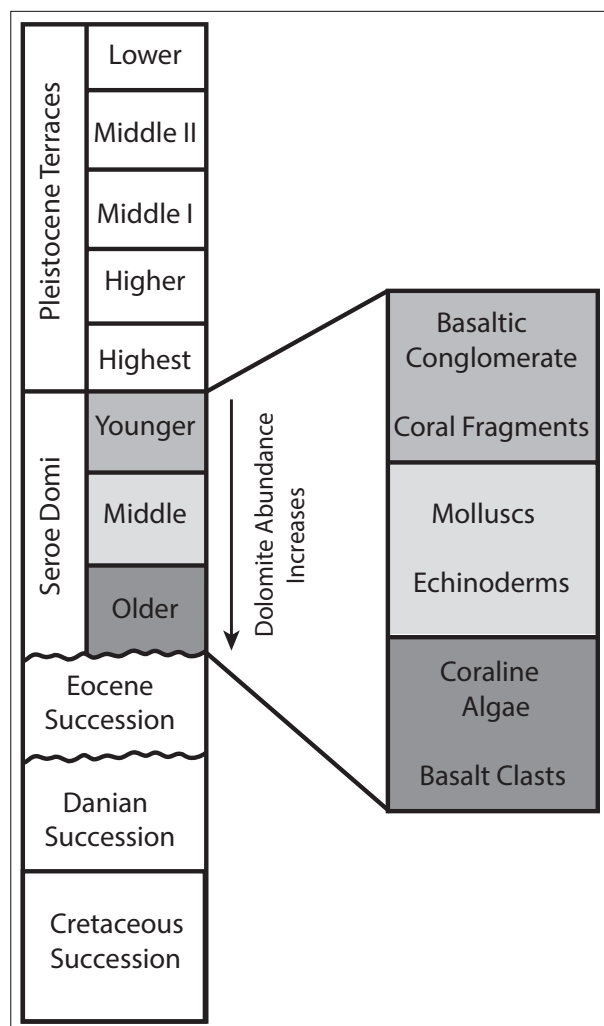 Pleistocene Terraces
Lower
Middle II
Middle I
Higher
Highest
Seroe Domi
Younger
Middle
Older
Dolomite Abundance
Increases
Eocene
Succession
Danian
Succession
Cretaceous
Succession
Basaltic
Conglomerate
Coral Fragments
Molluscs
Echinoderms
Coraline
Algae
Basalt Clasts